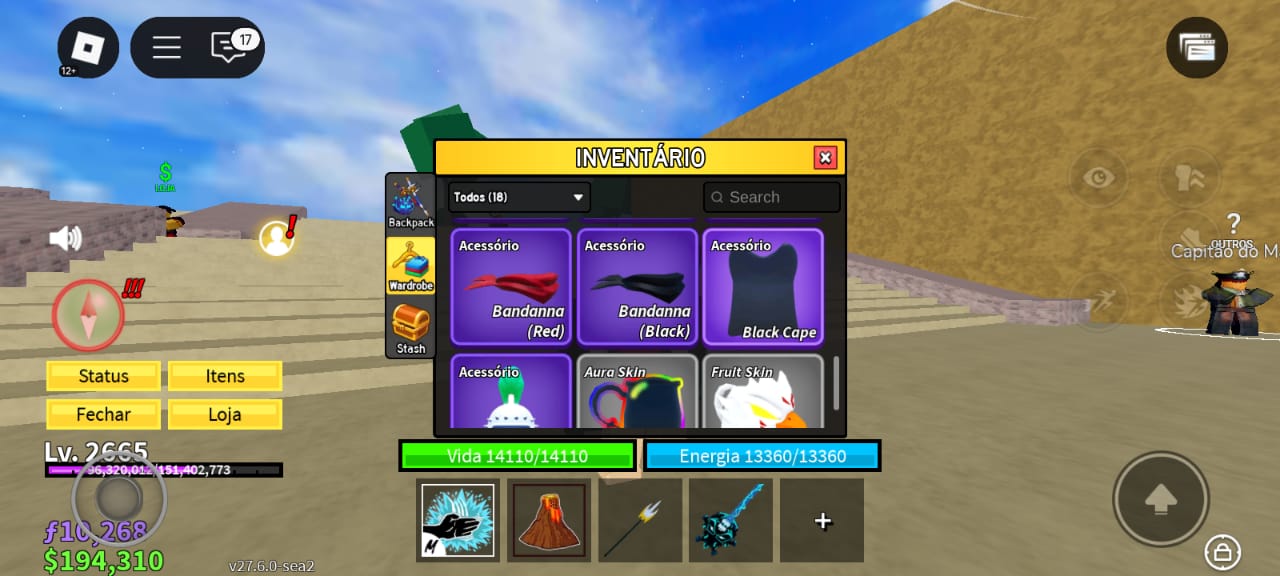 12+
17
INVENTÁRIO
Todos (18)
Search
$
LOJA
Backpack
Wardrobe
Stash
Acessório
Bandanna
(Red)
Acessório
Bandanna
(Black)
Acessório
Black Cape
Acessório
Aura Skin
Fruit Skin
!
!!!
?
OUTROS
Capitão do M
Status
Itens
Fechar
Loja
Lv. 2665
96,320,012/151,402,773
ƒ10,268
$194,310
v27.6.0-sea2
Vida 14110/14110
Energia 13360/13360
M
+